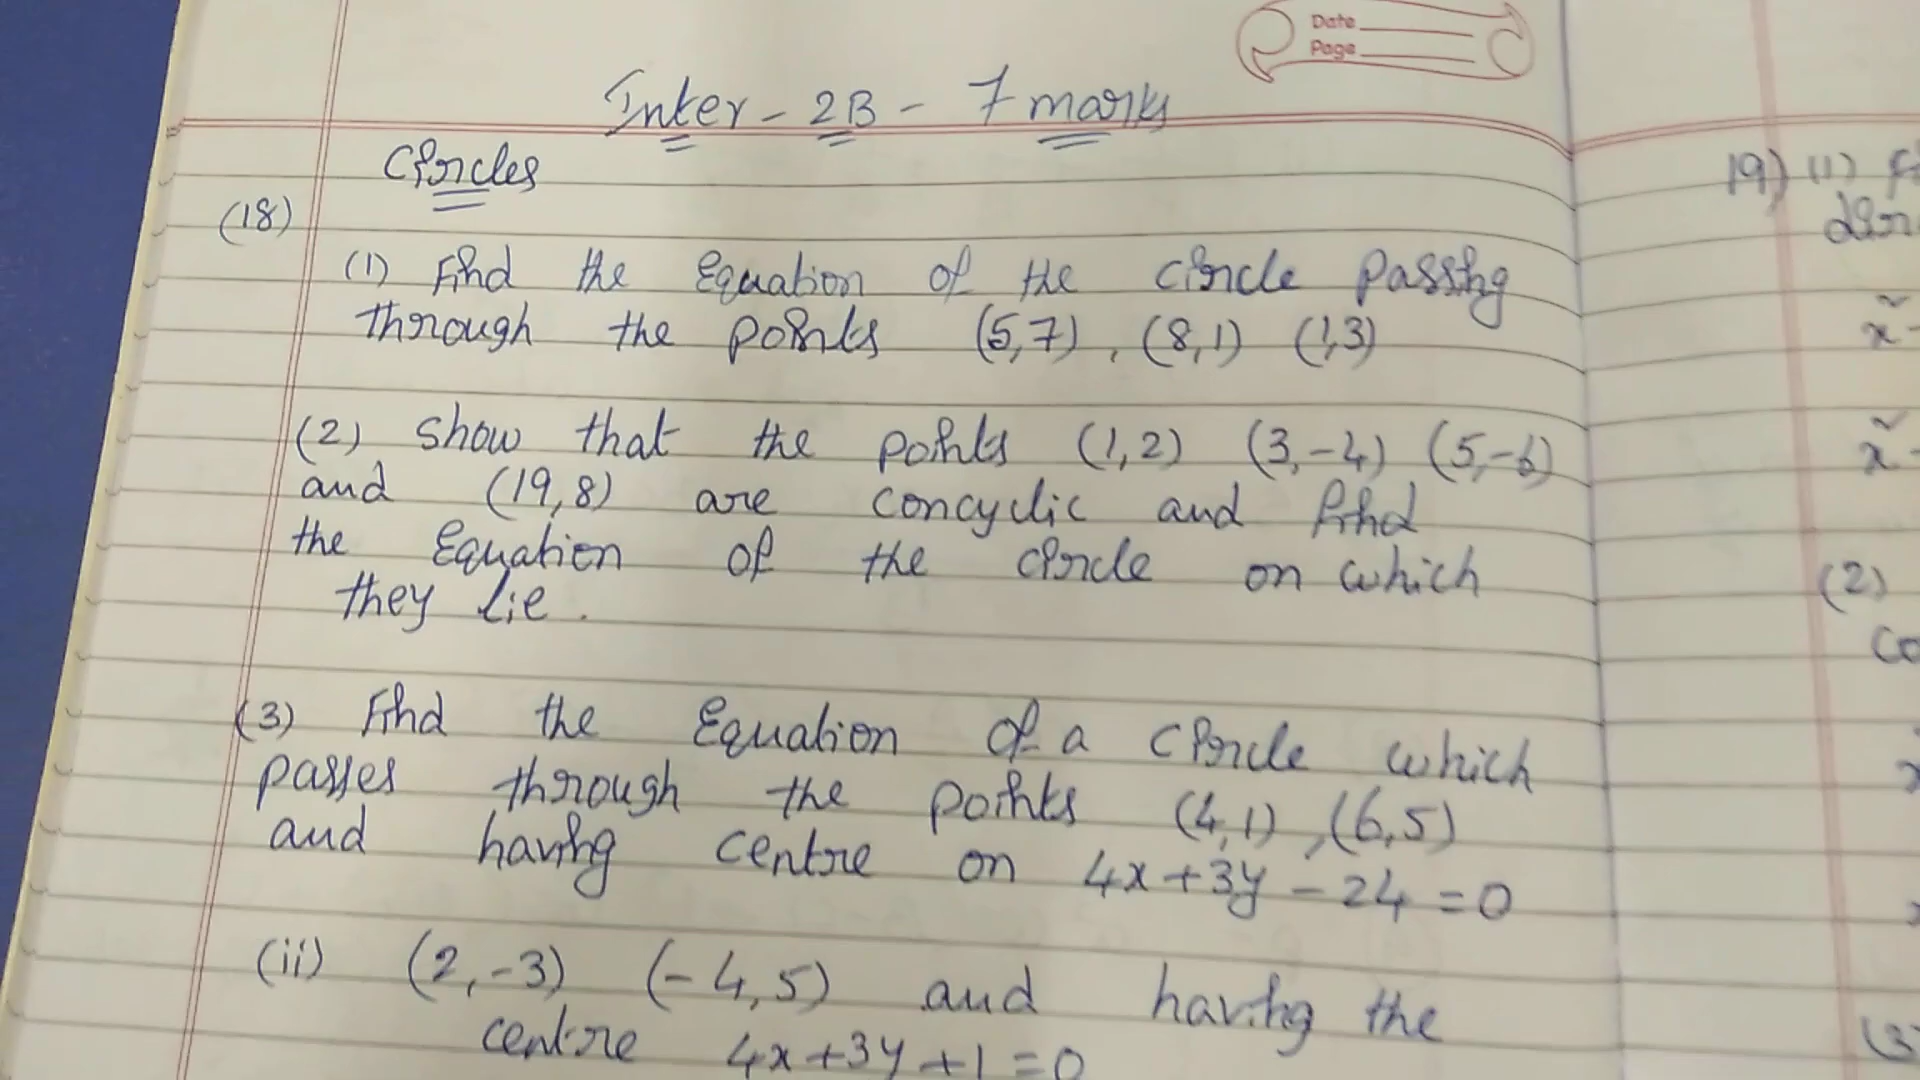 Date
Page
Inter - 2B - 7 marks
Circles
(18)
(1) Find the Equation of the circle passing
through the points (5,7), (8,1) (1,3)
(2) Show that the points (1,2) (3,-4) (5,-6)
and (19,8) are concyclic and find
the Equation of the circle on which
they lie.
(3) Find the Equation of a circle which
passes through the points (4,1), (6,5)
and having centre on 4x+3y-24=0
(ii) (2,-3) (-4,5) and having the
centre 4x+3y+1=0
19) (1)
(2)